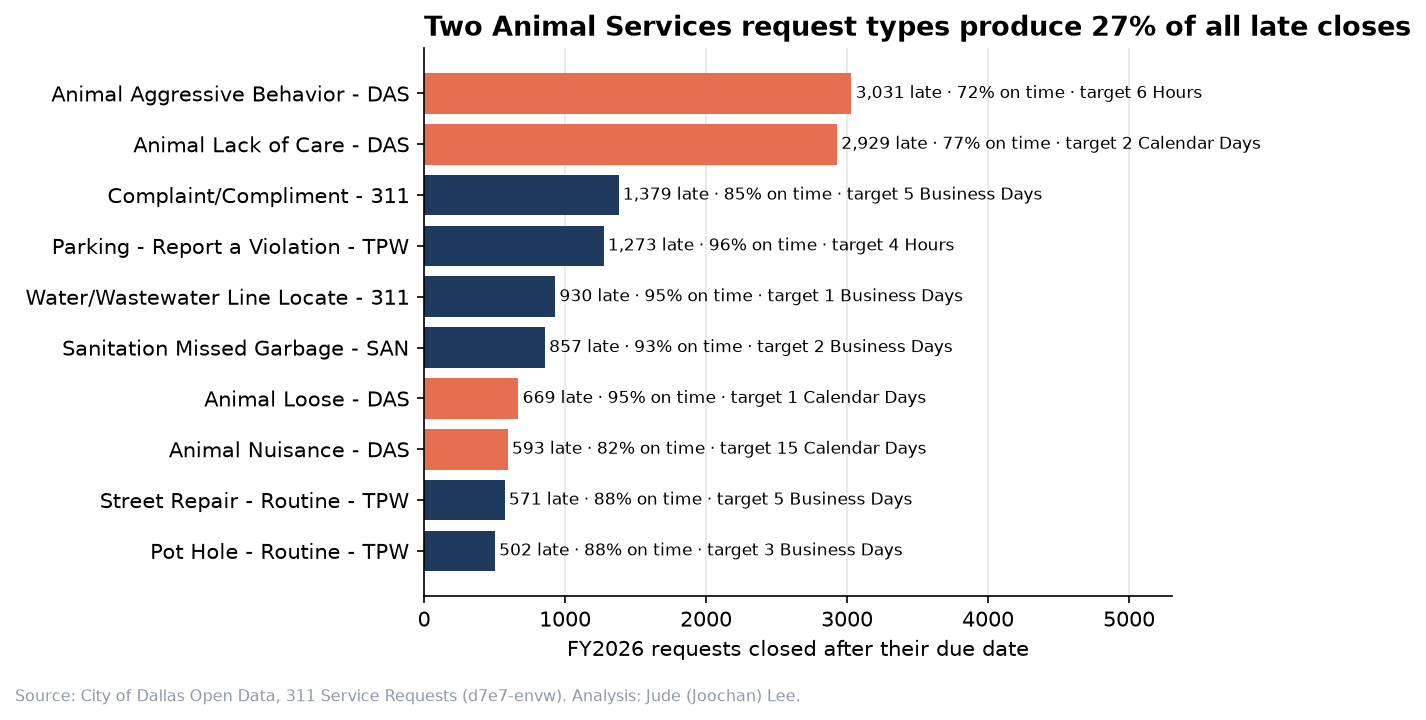 Two Animal Services request types produce 27% of all late closes
Animal Aggressive Behavior - DAS
3,031 late · 72% on time · target 6 Hours
Animal Lack of Care - DAS
2,929 late · 77% on time · target 2 Calendar Days
Complaint/Compliment - 311
1,379 late · 85% on time · target 5 Business Days
Parking - Report a Violation - TPW
1,273 late · 96% on time · target 4 Hours
Water/Wastewater Line Locate - 311
930 late · 95% on time · target 1 Business Days
Sanitation Missed Garbage - SAN
857 late · 93% on time · target 2 Business Days
Animal Loose - DAS
669 late · 95% on time · target 1 Calendar Days
Animal Nuisance - DAS
593 late · 82% on time · target 15 Calendar Days
Street Repair - Routine - TPW
571 late · 88% on time · target 5 Business Days
Pot Hole - Routine - TPW
502 late · 88% on time · target 3 Business Days
0 1000 2000 3000 4000 5000
FY2026 requests closed after their due date
Source: City of Dallas Open Data, 311 Service Requests (d7e7-envw). Analysis: Jude (Joochan) Lee.